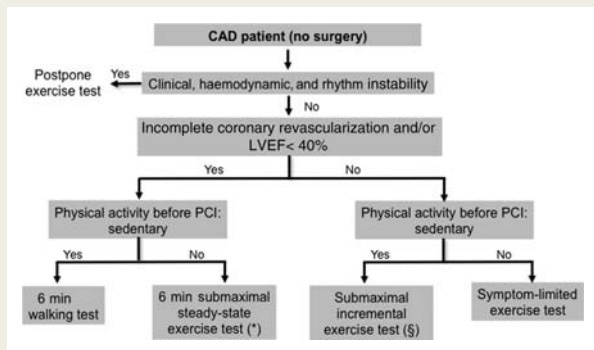 CAD patient (no surgery)
Postpone
exercise test
Yes
Clinical, haemodynamic, and rhythm instability
No
Incomplete coronary revascularization and/or
LVEF< 40%
Yes
No
Physical activity before PCI:
sedentary
Physical activity before PCI:
sedentary
Yes
No
Yes
No
6 min
walking test
6 min submaximal
steady-state
exercise test (*)
Submaximal
incremental
exercise test (§)
Symptom-limited
exercise test